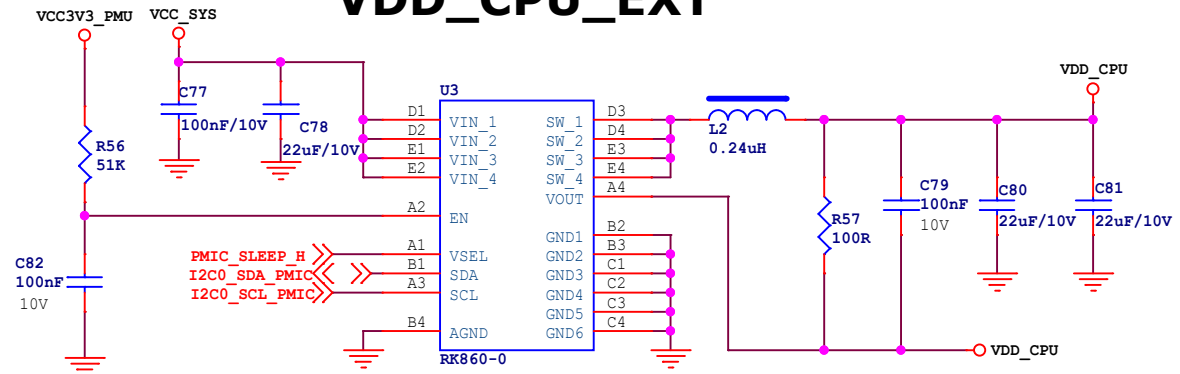 VDD_CPU_EXT
VCC3V3_PMU
VCC_SYS
C77
100nF/10V
C78
22uF/10V
R56
51K
C82
100nF
10V
U3
D1
D2
E1
E2
A2
A1
B1
A3
B4
VIN_1
VIN_2
VIN_3
VIN_4
EN
VSEL
SDA
SCL
AGND
SW_1
SW_2
SW_3
SW_4
VOUT
GND1
GND2
GND3
GND4
GND5
GND6
D3
D4
E3
E4
A4
B2
B3
C1
C2
C3
C4
RK860-0
PMIC_SLEEP_H
I2C0_SDA_PMIC
I2C0_SCL_PMIC
L2
0.24uH
R57
100R
C79
100nF
10V
C80
22uF/10V
C81
22uF/10V
VDD_CPU
VDD_CPU